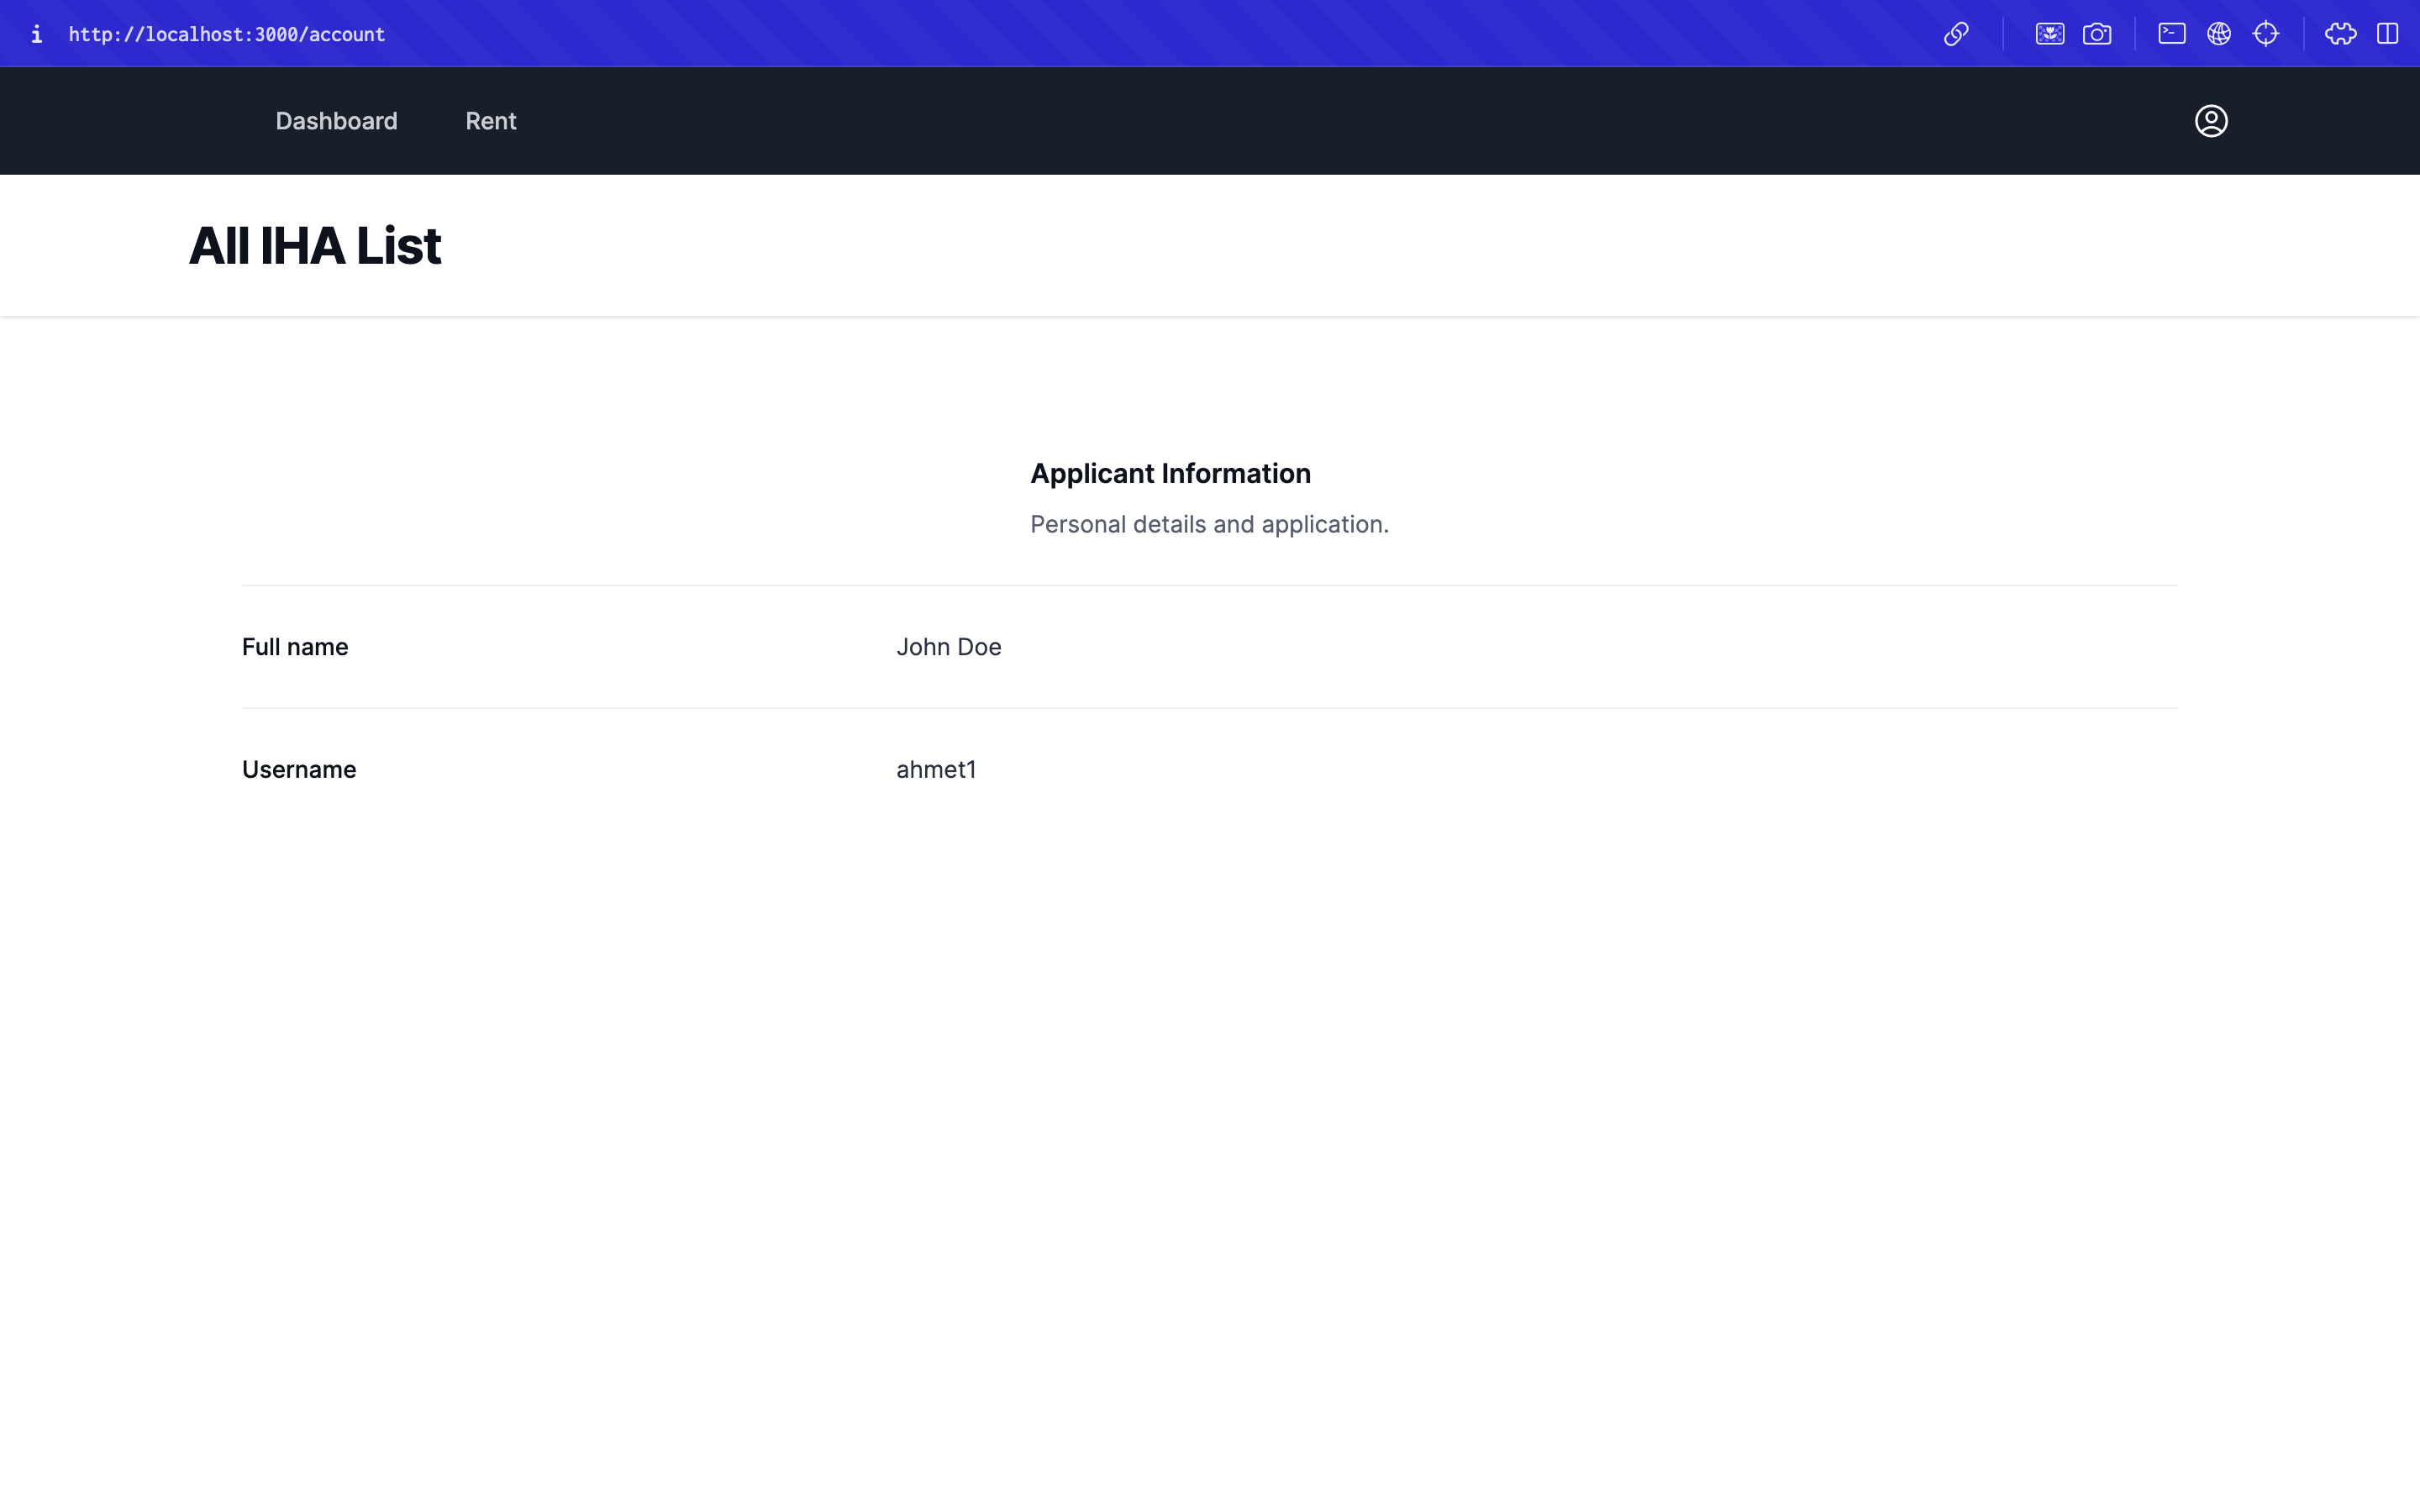 http://localhost:3000/account
Dashboard Rent
All IHA List
Applicant Information
Personal details and application.
Full name John Doe
Username ahmet1